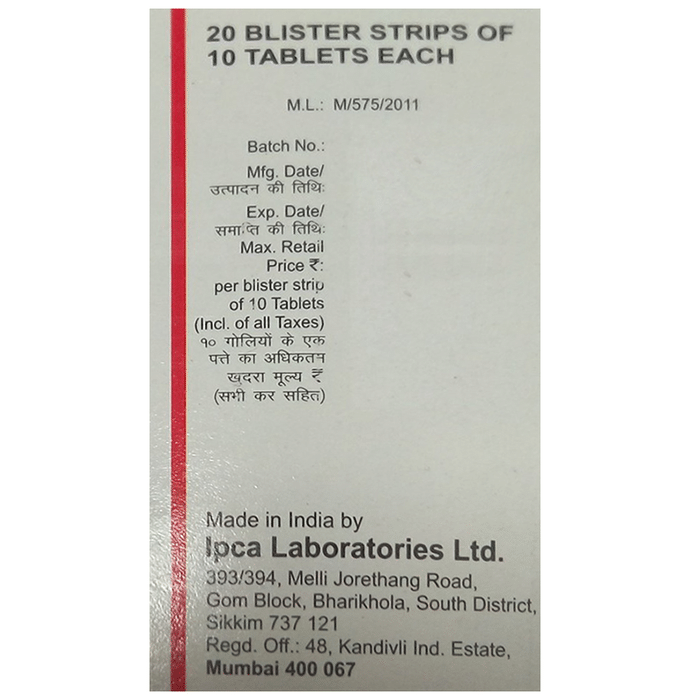 20 BLISTER STRIPS OF
10 TABLETS EACH
M.L.: M/575/2011
Batch No.:
Mfg. Date/
उत्पादन की तिथिः
Exp. Date/
समाप्ति की तिथिः
Max. Retail
Price ₹:
per blister strip
of 10 Tablets
(Incl. of all Taxes)
१० गोलियों के एक
पत्ते का अधिकतम
खुदरा मूल्य ₹
(सभी कर सहित)
Made in India by
Ipca Laboratories Ltd.
393/394, Melli Jorethang Road,
Gom Block, Bharikhola, South District,
Sikkim 737 121
Regd. Off.: 48, Kandivli Ind. Estate,
Mumbai 400 067